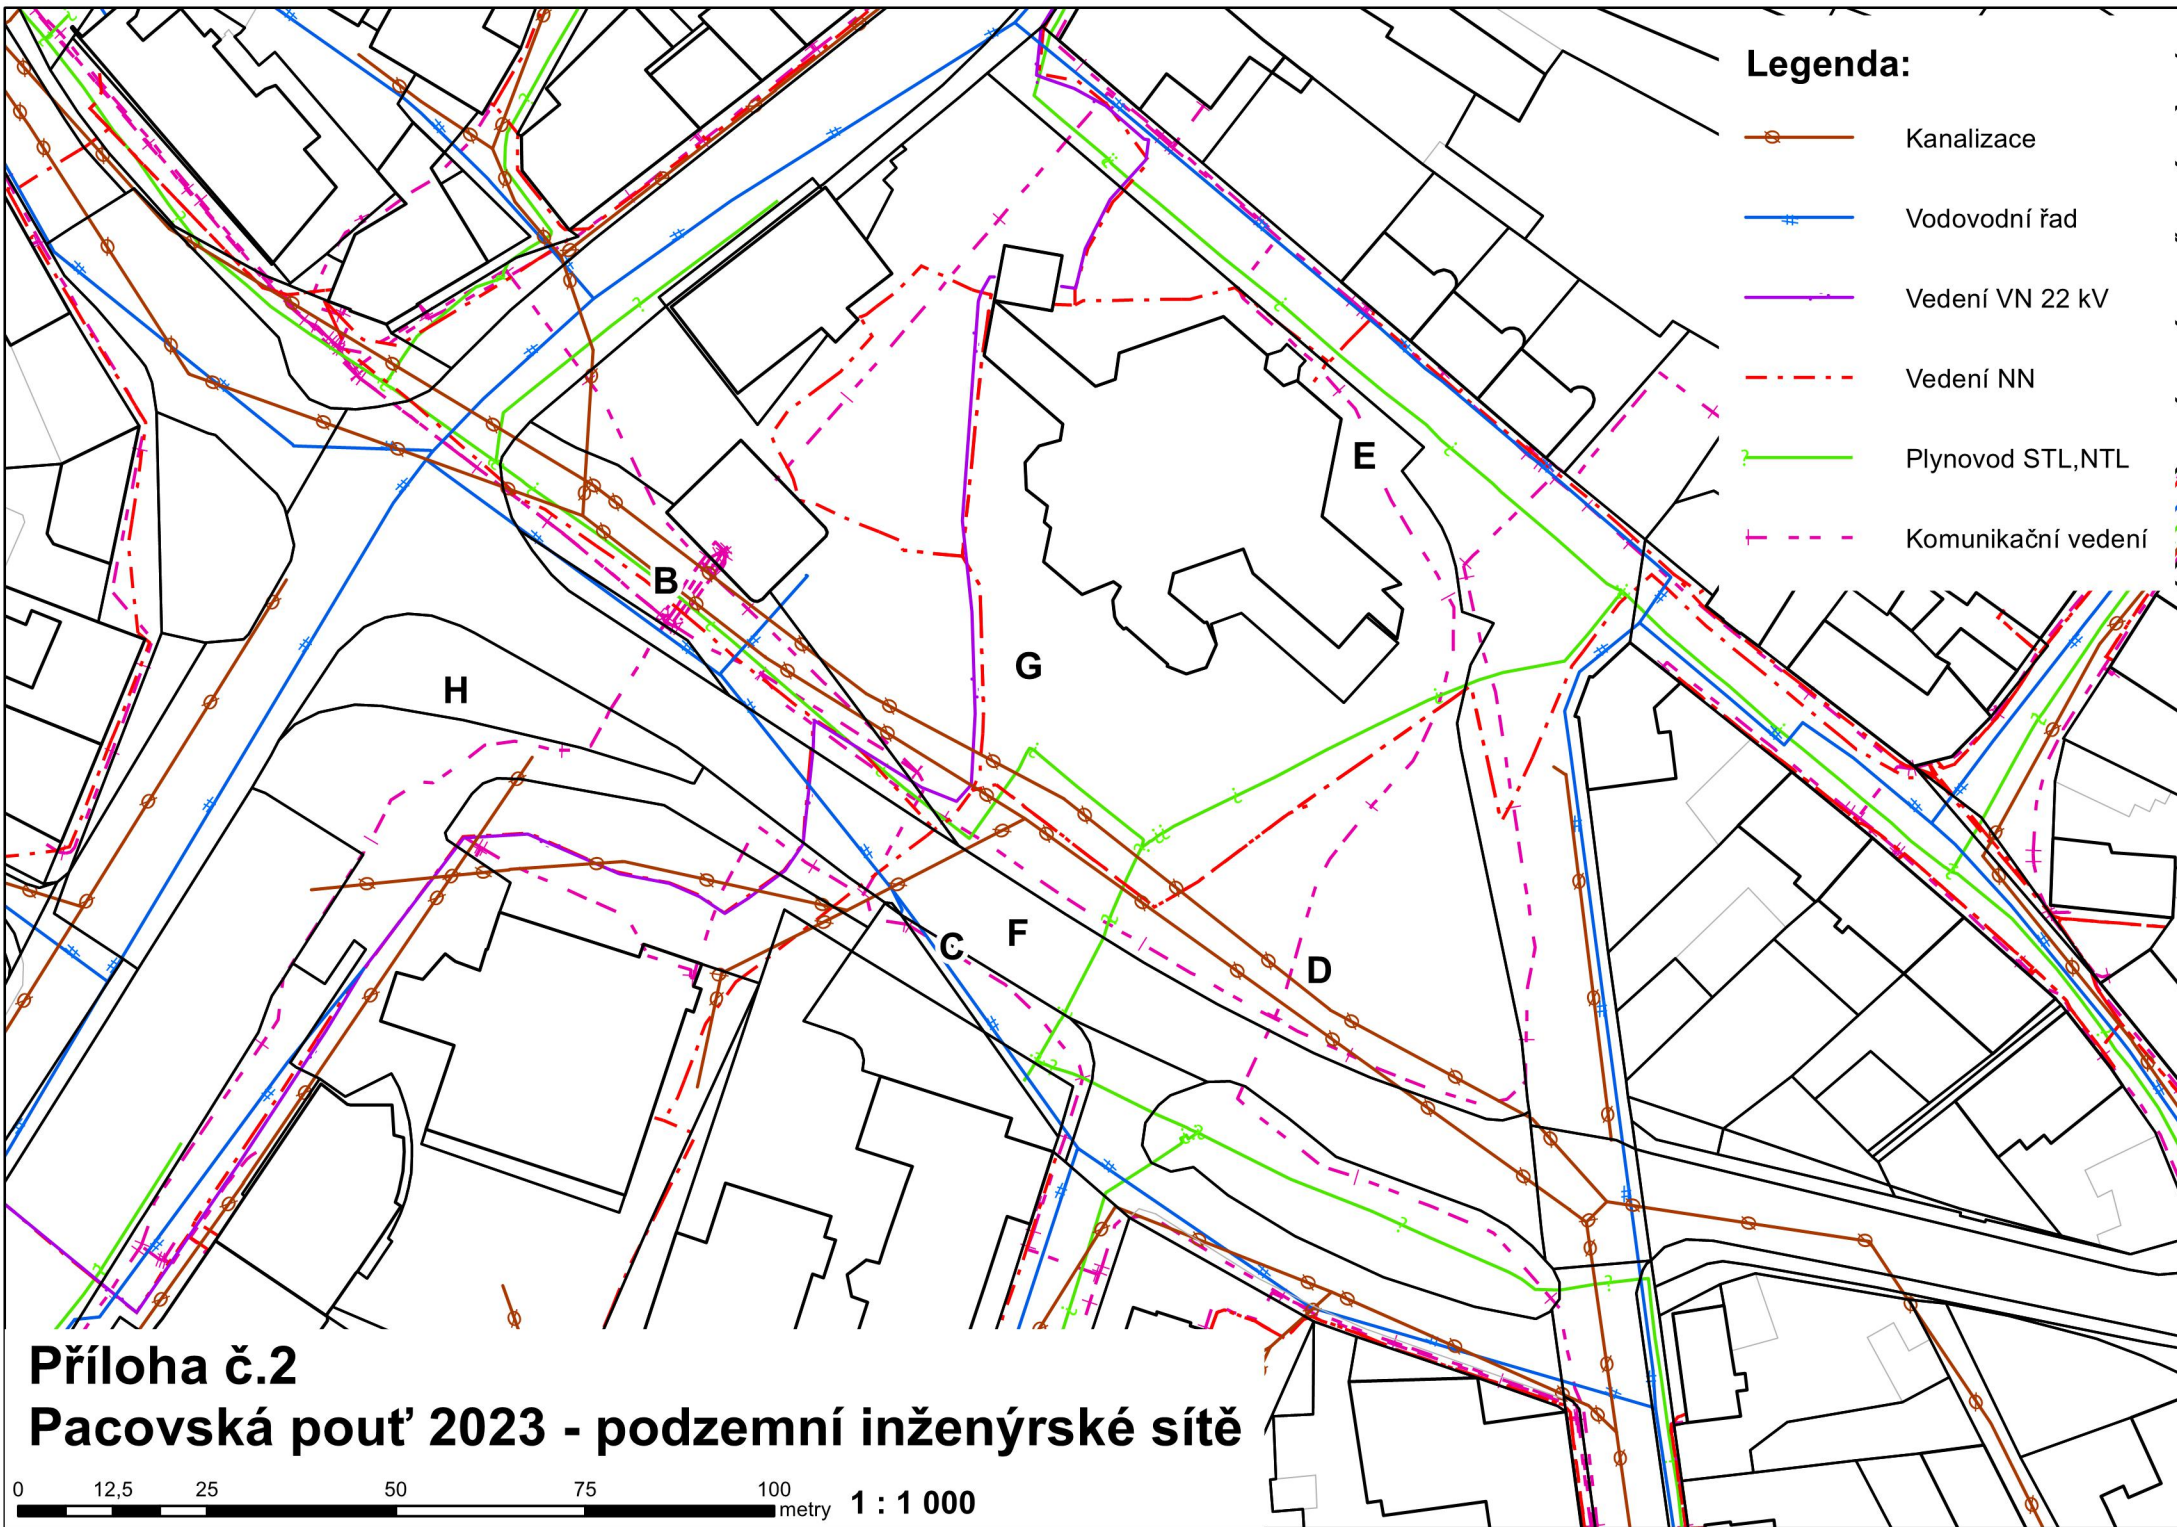 Legenda:
Kanalizace
Vodovodní řad
Vedení VN 22 kV
Vedení NN
Plynovod STL,NTL
Komunikační vedení
E
B
G
H
C
F
D
Příloha č.2
Pacovská pouť 2023 - podzemní inženýrské sítě
0 12,5 25 50 75 100
metry 1 : 1 000